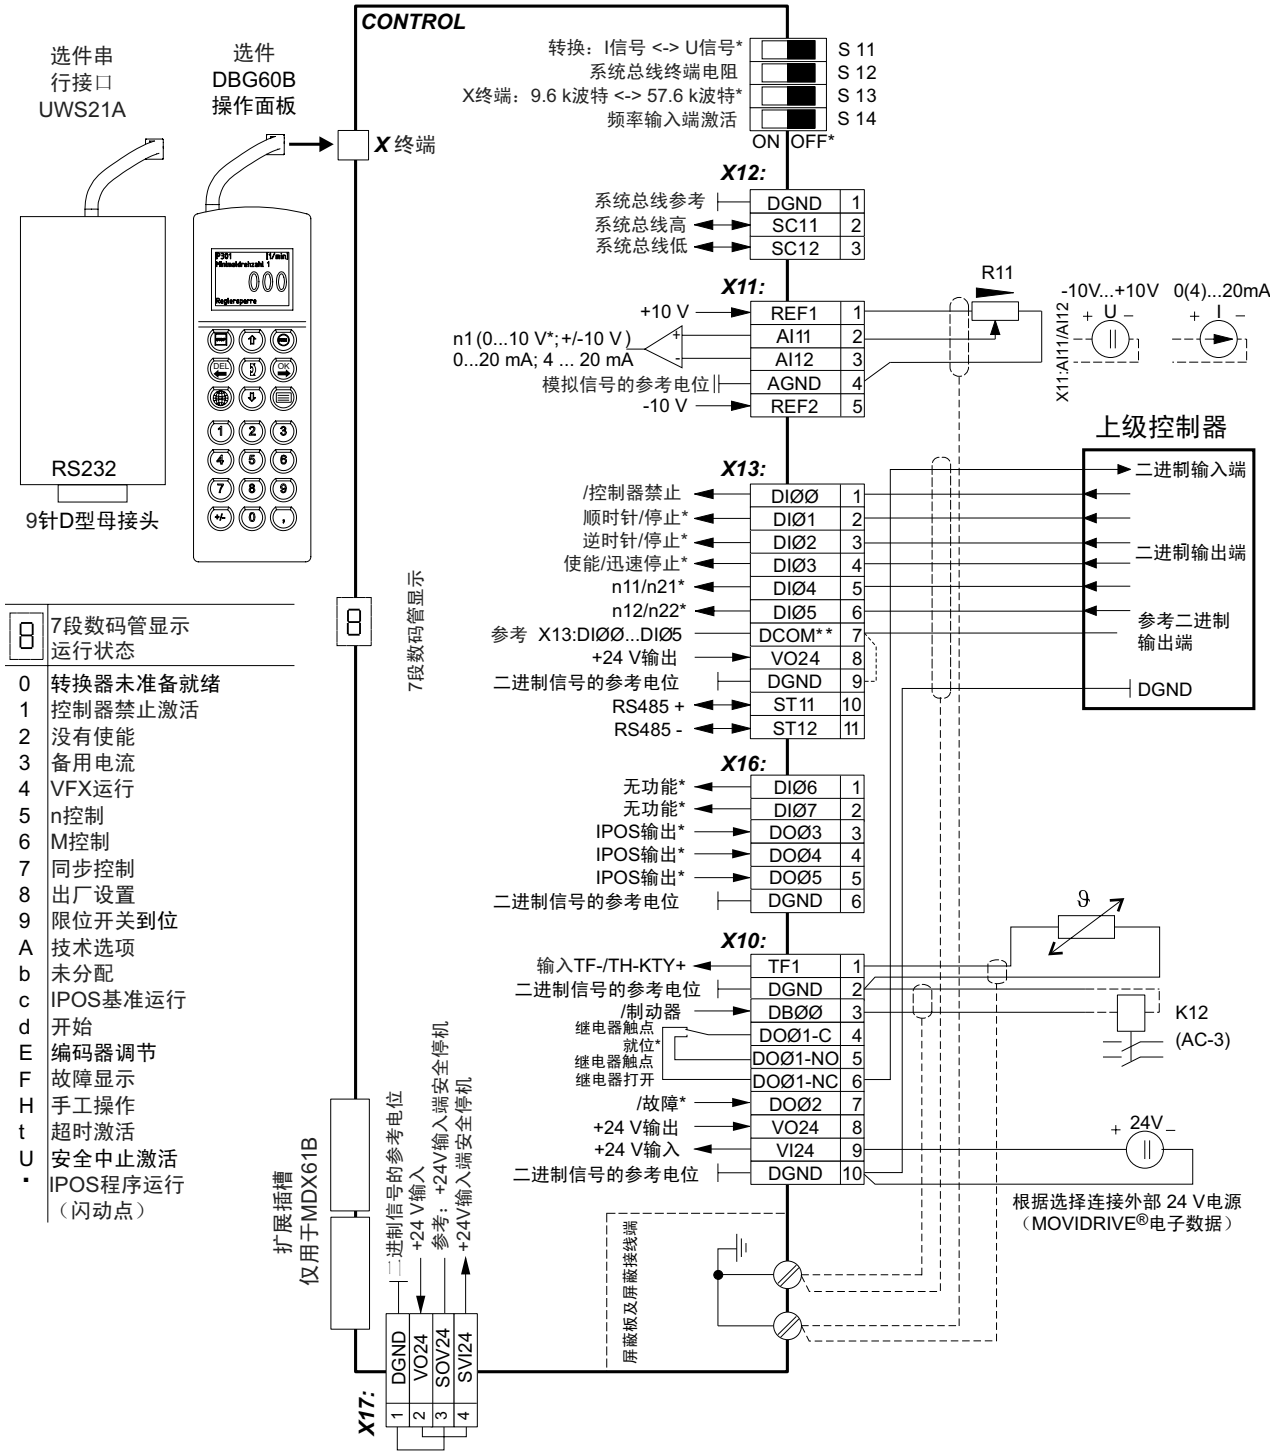 CONTROL
选件串
行接口
UWS21A
选件
DBG60B
操作面板
X 终端
RS232
9针D型母接头
P301 [1/min]
Minimaldrehzahl 1
000
Reglersperre
DEL
OK
1 2 3
4 5 6
7 8 9
+/- 0 ,
转换：I信号 <-> U信号* S 11
系统总线终端电阻 S 12
X终端：9.6 k波特 <-> 57.6 k波特* S 13
频率输入端激活 S 14
ON OFF*
X12:
系统总线参考 DGND 1
系统总线高 SC11 2
系统总线低 SC12 3
X11:
+10 V REF1 1
n1 (0...10 V*; +/-10 V) + AI11 2
0...20 mA; 4 ... 20 mA - AI12 3
模拟信号的参考电位 AGND 4
-10 V REF2 5
R11
X11:AI11/AI12
-10V...+10V
+ U -
0(4)...20mA
+ I -
上级控制器
二进制输入端
二进制输出端
参考二进制
输出端
DGND
X13:
/控制器禁止 DIØØ 1
顺时针/停止* DIØ1 2
逆时针/停止* DIØ2 3
使能/迅速停止* DIØ3 4
n11/n21* DIØ4 5
n12/n22* DIØ5 6
参考 X13:DIØØ...DIØ5 DCOM** 7
+24 V输出 VO24 8
二进制信号的参考电位 DGND 9
RS485 + ST11 10
RS485 - ST12 11
7段数码管显示
X16:
无功能* DIØ6 1
无功能* DIØ7 2
IPOS输出* DOØ3 3
IPOS输出* DOØ4 4
IPOS输出* DOØ5 5
二进制信号的参考电位 DGND 6
X10:
输入TF-/TH-KTY+ TF1 1
二进制信号的参考电位 DGND 2
/制动器 DBØØ 3
继电器触点
就位* DOØ1-C 4
继电器触点 DOØ1-NO 5
继电器打开 DOØ1-NC 6
/故障* DOØ2 7
+24 V输出 VO24 8
+24 V输入 VI24 9
二进制信号的参考电位 DGND 10
ϑ
K12
(AC-3)
+ 24V -
根据选择连接外部 24 V电源
（MOVIDRIVE®电子数据）
屏蔽板及屏蔽接线端
7段数码管显示
运行状态
0 转换器未准备就绪
1 控制器禁止激活
2 没有使能
3 备用电流
4 VFX运行
5 n控制
6 M控制
7 同步控制
8 出厂设置
9 限位开关到位
A 技术选项
b 未分配
c IPOS基准运行
d 开始
E 编码器调节
F 故障显示
H 手工操作
t 超时激活
U 安全中止激活
· IPOS程序运行
（闪动点）
扩展插槽
仅用于MDX61B
二进制信号的参考电位
+24 V输入
参考：+24V输入端安全停机
+24V输入端安全停机
X17:
1 DGND
2 VO24
3 SOV24
4 SVI24